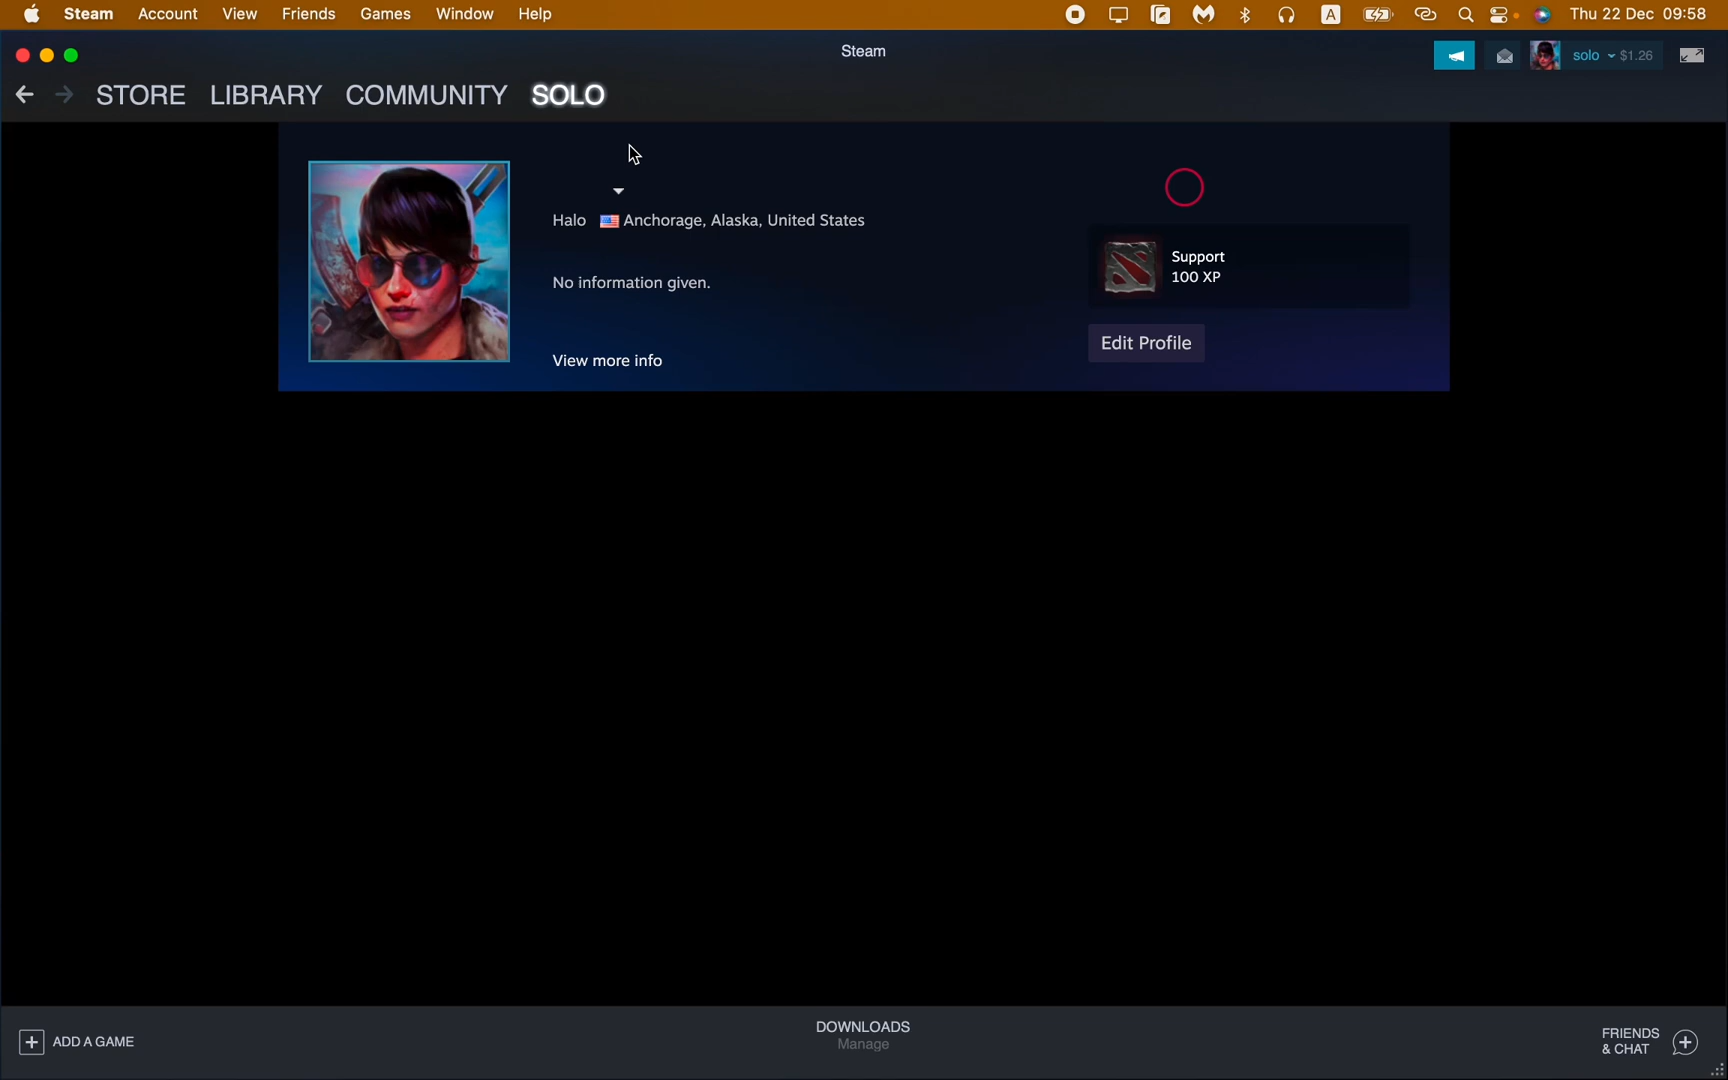 Steam Account View Friends Games Window Help A Thu 22 Dec 09:58
Steam
solo $1.26
STORE LIBRARY COMMUNITY SOLO
Halo Anchorage, Alaska, United States
No information given.
View more info
Support
100 XP
Edit Profile
ADD A GAME
DOWNLOADS
Manage
FRIENDS
& CHAT